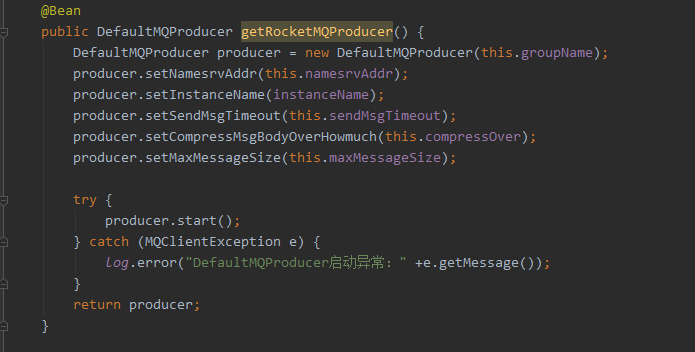 @Bean
public DefaultMQProducer getRocketMQProducer() {
DefaultMQProducer producer = new DefaultMQProducer(this.groupName);
producer.setNamesrvAddr(this.namesrvAddr);
producer.setInstanceName(instanceName);
producer.setSendMsgTimeout(this.sendMsgTimeout);
producer.setCompressMsgBodyOverHowmuch(this.compressOver);
producer.setMaxMessageSize(this.maxMessageSize);
try {
producer.start();
} catch (MQClientException e) {
log.error("DefaultMQProducer启动异常：" +e.getMessage());
}
return producer;
}